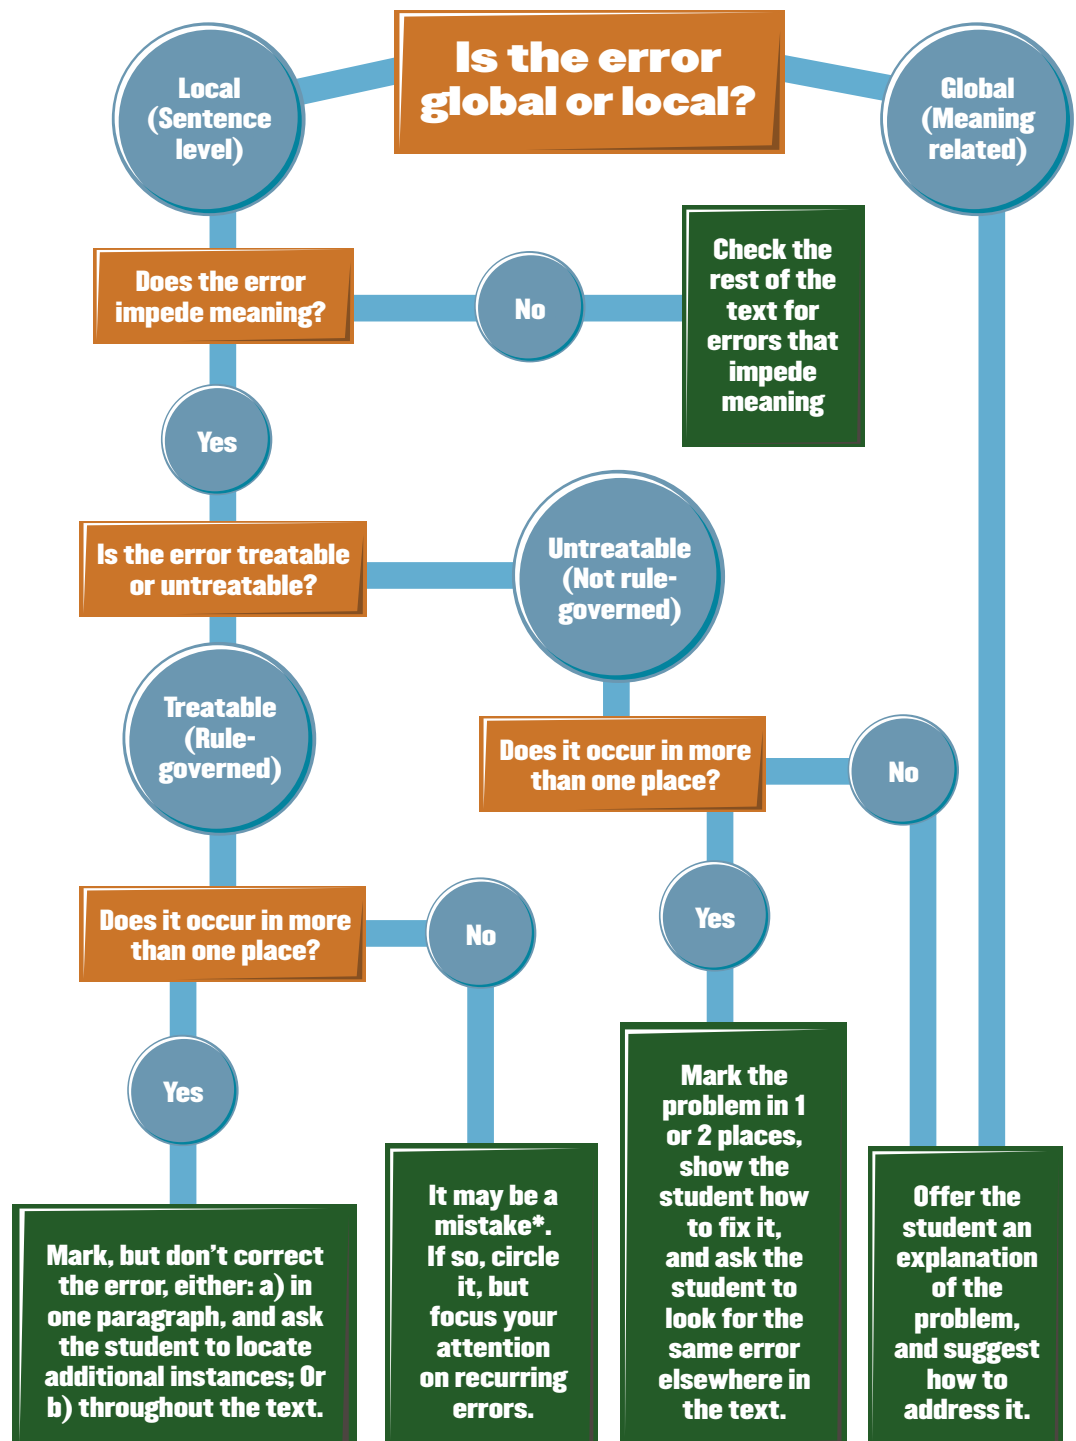 Is the error
global or local?
Local
(Sentence
level)
Global
(Meaning
related)
Does the error
impede meaning?
No
Check the
rest of the
text for
errors that
impede
meaning
Yes
Is the error treatable
or untreatable?
Untreatable
(Not rule-
governed)
Treatable
(Rule-
governed)
Does it occur in more
than one place?
No
Yes
Does it occur in more
than one place?
No
Yes
Mark, but don't correct
the error, either: a) in
one paragraph, and ask
the student to locate
additional instances; Or
b) throughout the text.
It may be a
mistake*.
If so, circle
it, but
focus your
attention
on recurring
errors.
Mark the
problem in 1
or 2 places,
show the
student how
to fix it,
and ask the
student to
look for the
same error
elsewhere in
the text.
Offer the
student an
explanation
of the
problem,
and suggest
how to
address it.